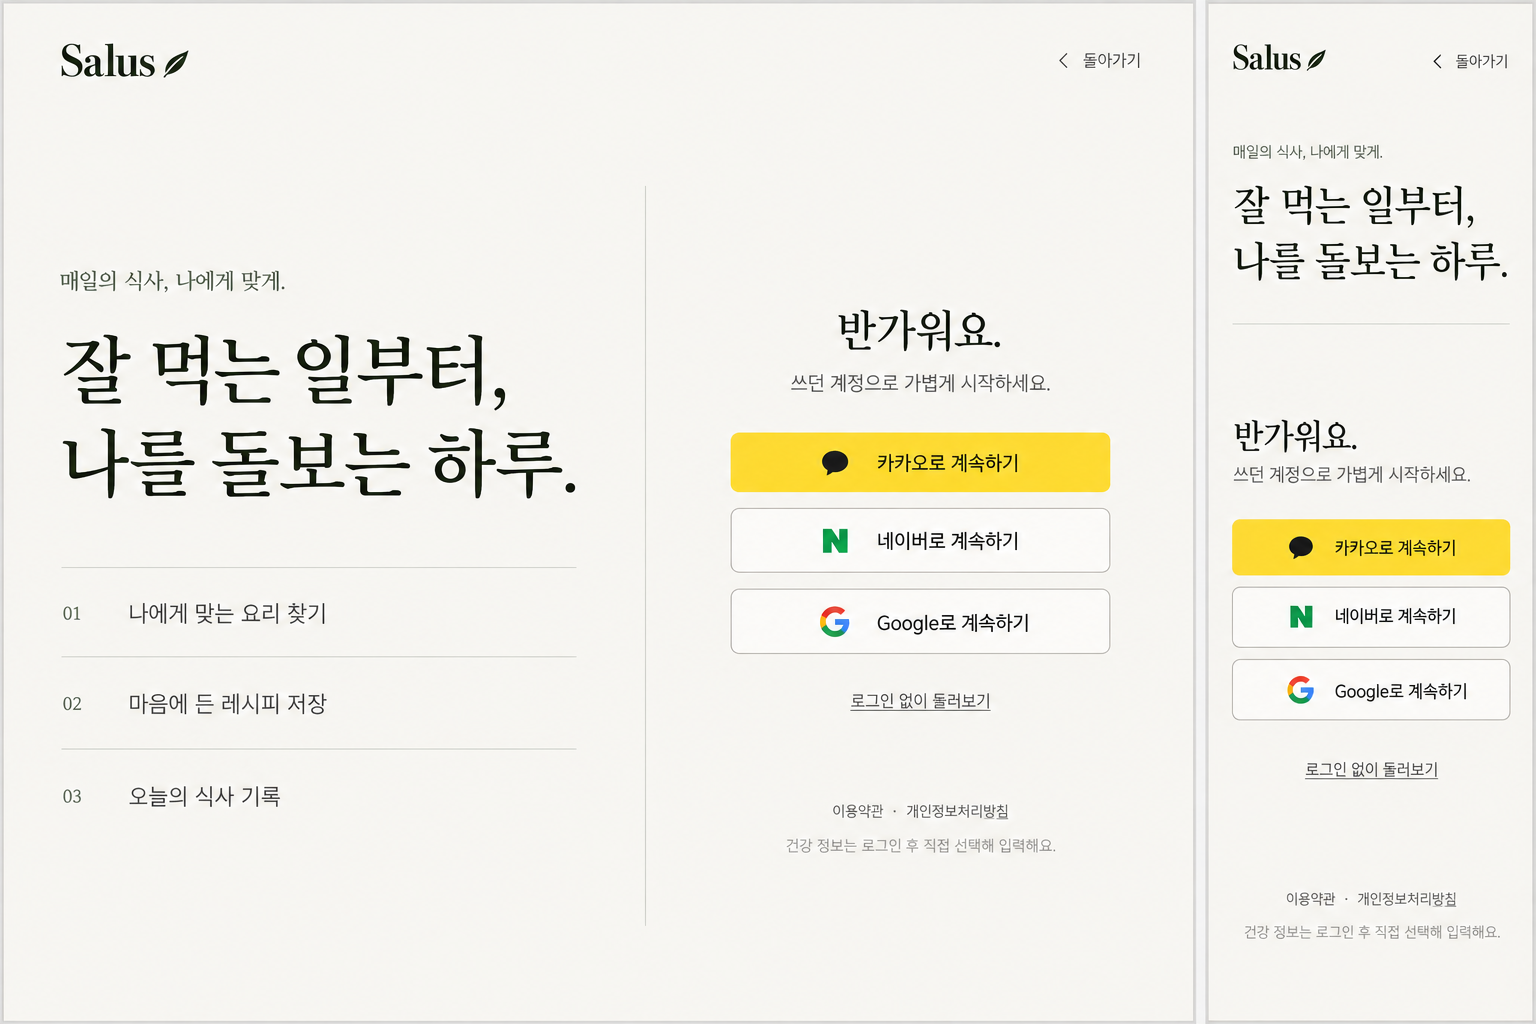 Salus
돌아가기
매일의 식사, 나에게 맞게.
잘 먹는 일부터,
나를 돌보는 하루.
01 나에게 맞는 요리 찾기
02 마음에 든 레시피 저장
03 오늘의 식사 기록
반가워요.
쓰던 계정으로 가볍게 시작하세요.
카카오로 계속하기
네이버로 계속하기
Google로 계속하기
로그인 없이 둘러보기
이용약관 · 개인정보처리방침
건강 정보는 로그인 후 직접 선택해 입력해요.
Salus
돌아가기
매일의 식사, 나에게 맞게.
잘 먹는 일부터,
나를 돌보는 하루.
반가워요.
쓰던 계정으로 가볍게 시작하세요.
카카오로 계속하기
네이버로 계속하기
Google로 계속하기
로그인 없이 둘러보기
이용약관 · 개인정보처리방침
건강 정보는 로그인 후 직접 선택해 입력해요.